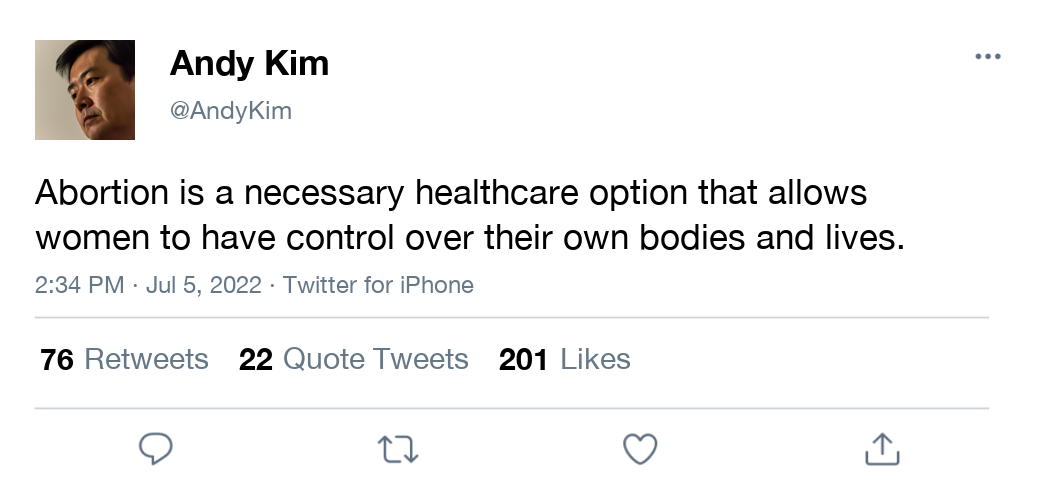 Andy Kim
@AndyKim
Abortion is a necessary healthcare option that allows
women to have control over their own bodies and lives.
2:34 PM · Jul 5, 2022 · Twitter for iPhone
76 Retweets 22 Quote Tweets 201 Likes